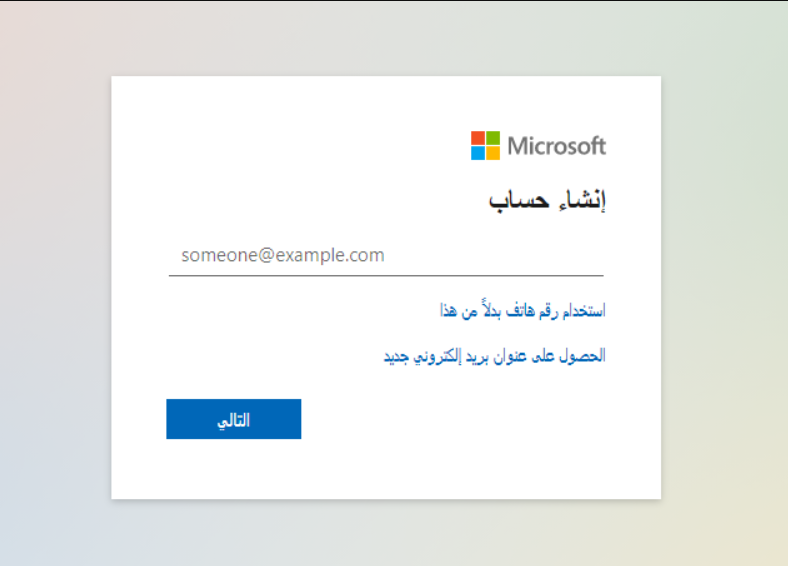 Microsoft
إنشاء حساب
someone@example.com
استخدام رقم هاتف بدلاً من هذا
الحصول على عنوان بريد إلكتروني جديد
التالي